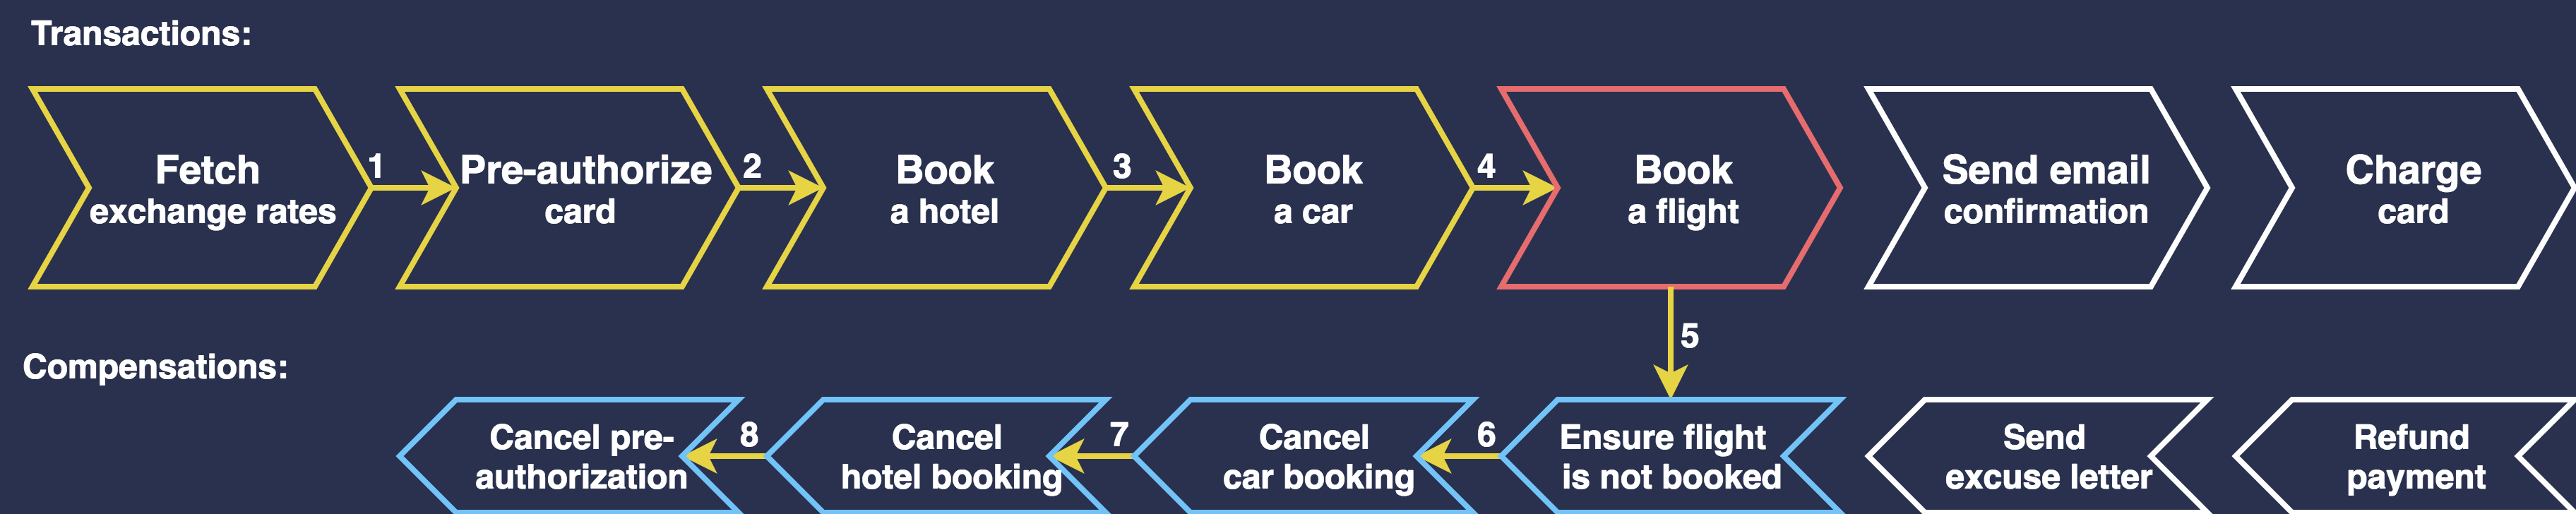 Transactions:
Fetch
exchange rates
1
Pre-authorize
card
2
Book
a hotel
3
Book
a car
4
Book
a flight
Send email
confirmation
Charge
card
5
Compensations:
Cancel pre-
authorization
8
Cancel
hotel booking
7
Cancel
car booking
6
Ensure flight
is not booked
Send
excuse letter
Refund
payment